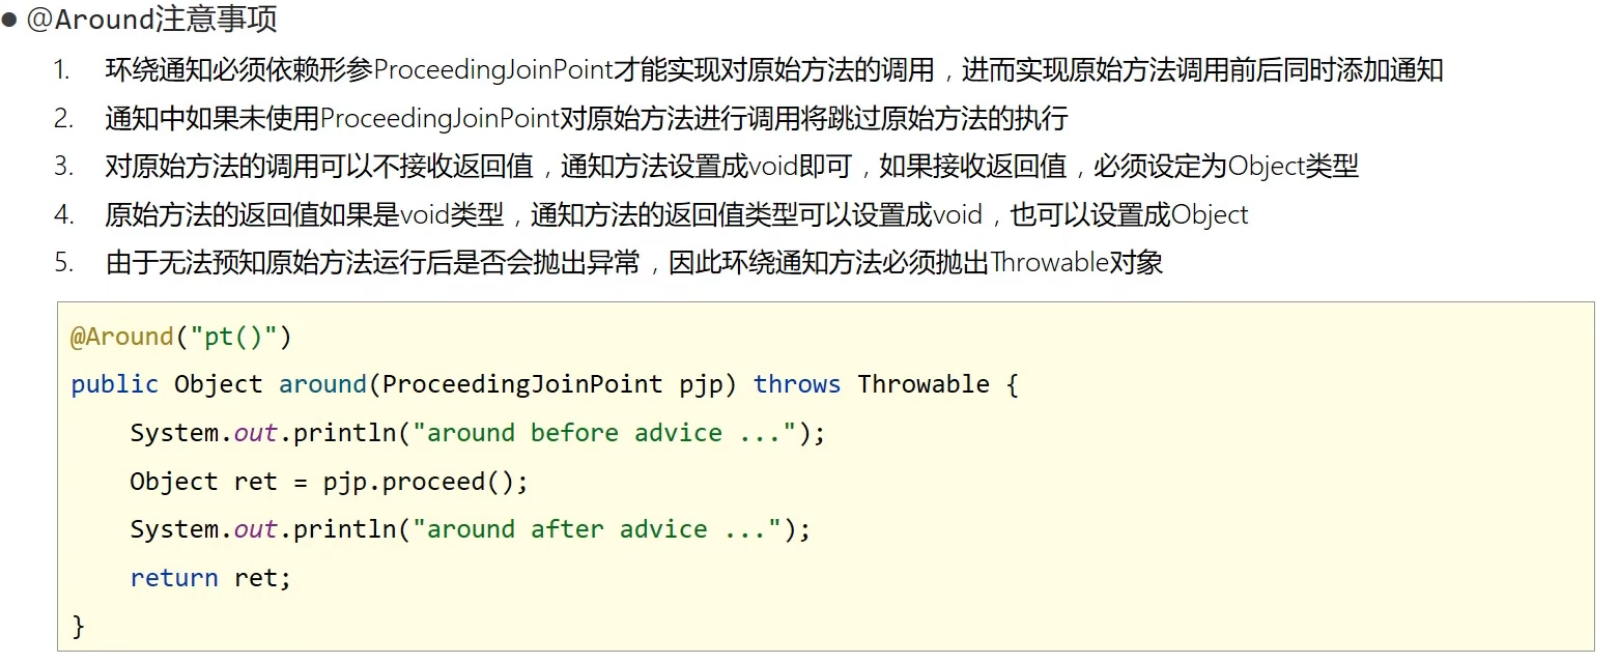 ● @Around注意事项
1. 环绕通知必须依赖形参ProceedingJoinPoint才能实现对原始方法的调用，进而实现原始方法调用前后同时添加通知
2. 通知中如果未使用ProceedingJoinPoint对原始方法进行调用将跳过原始方法的执行
3. 对原始方法的调用可以不接收返回值，通知方法设置成void即可，如果接收返回值，必须设定为Object类型
4. 原始方法的返回值如果是void类型，通知方法的返回值类型可以设置成void，也可以设置成Object
5. 由于无法预知原始方法运行后是否会抛出异常，因此环绕通知方法必须抛出Throwable对象
@Around("pt()")
public Object around(ProceedingJoinPoint pjp) throws Throwable {
    System.out.println("around before advice ...");
    Object ret = pjp.proceed();
    System.out.println("around after advice ...");
    return ret;
}